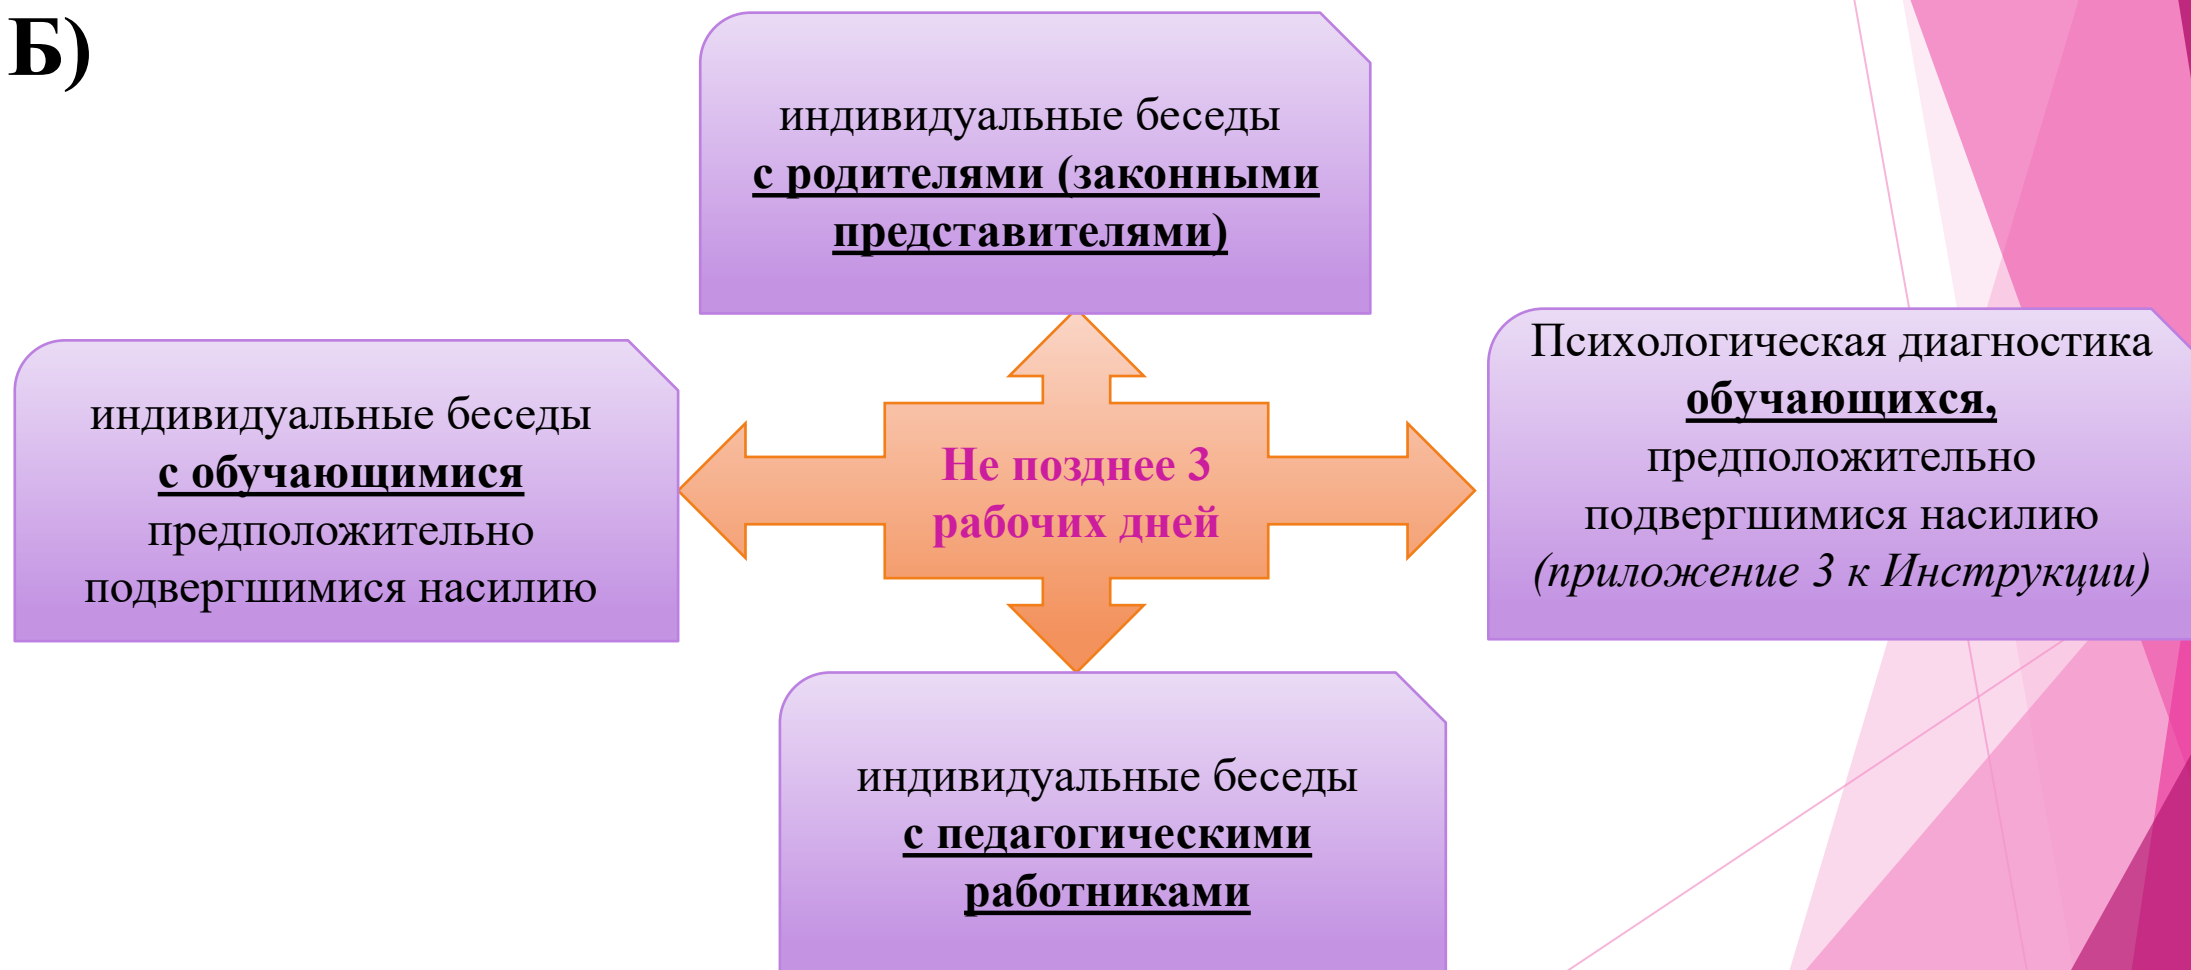 Б)
индивидуальные беседы
с родителями (законными
представителями)
индивидуальные беседы
с обучающимися
предположительно
подвергшимися насилию
Не позднее 3
рабочих дней
Психологическая диагностика
обучающихся,
предположительно
подвергшимися насилию
(приложение 3 к Инструкции)
индивидуальные беседы
с педагогическими
работниками